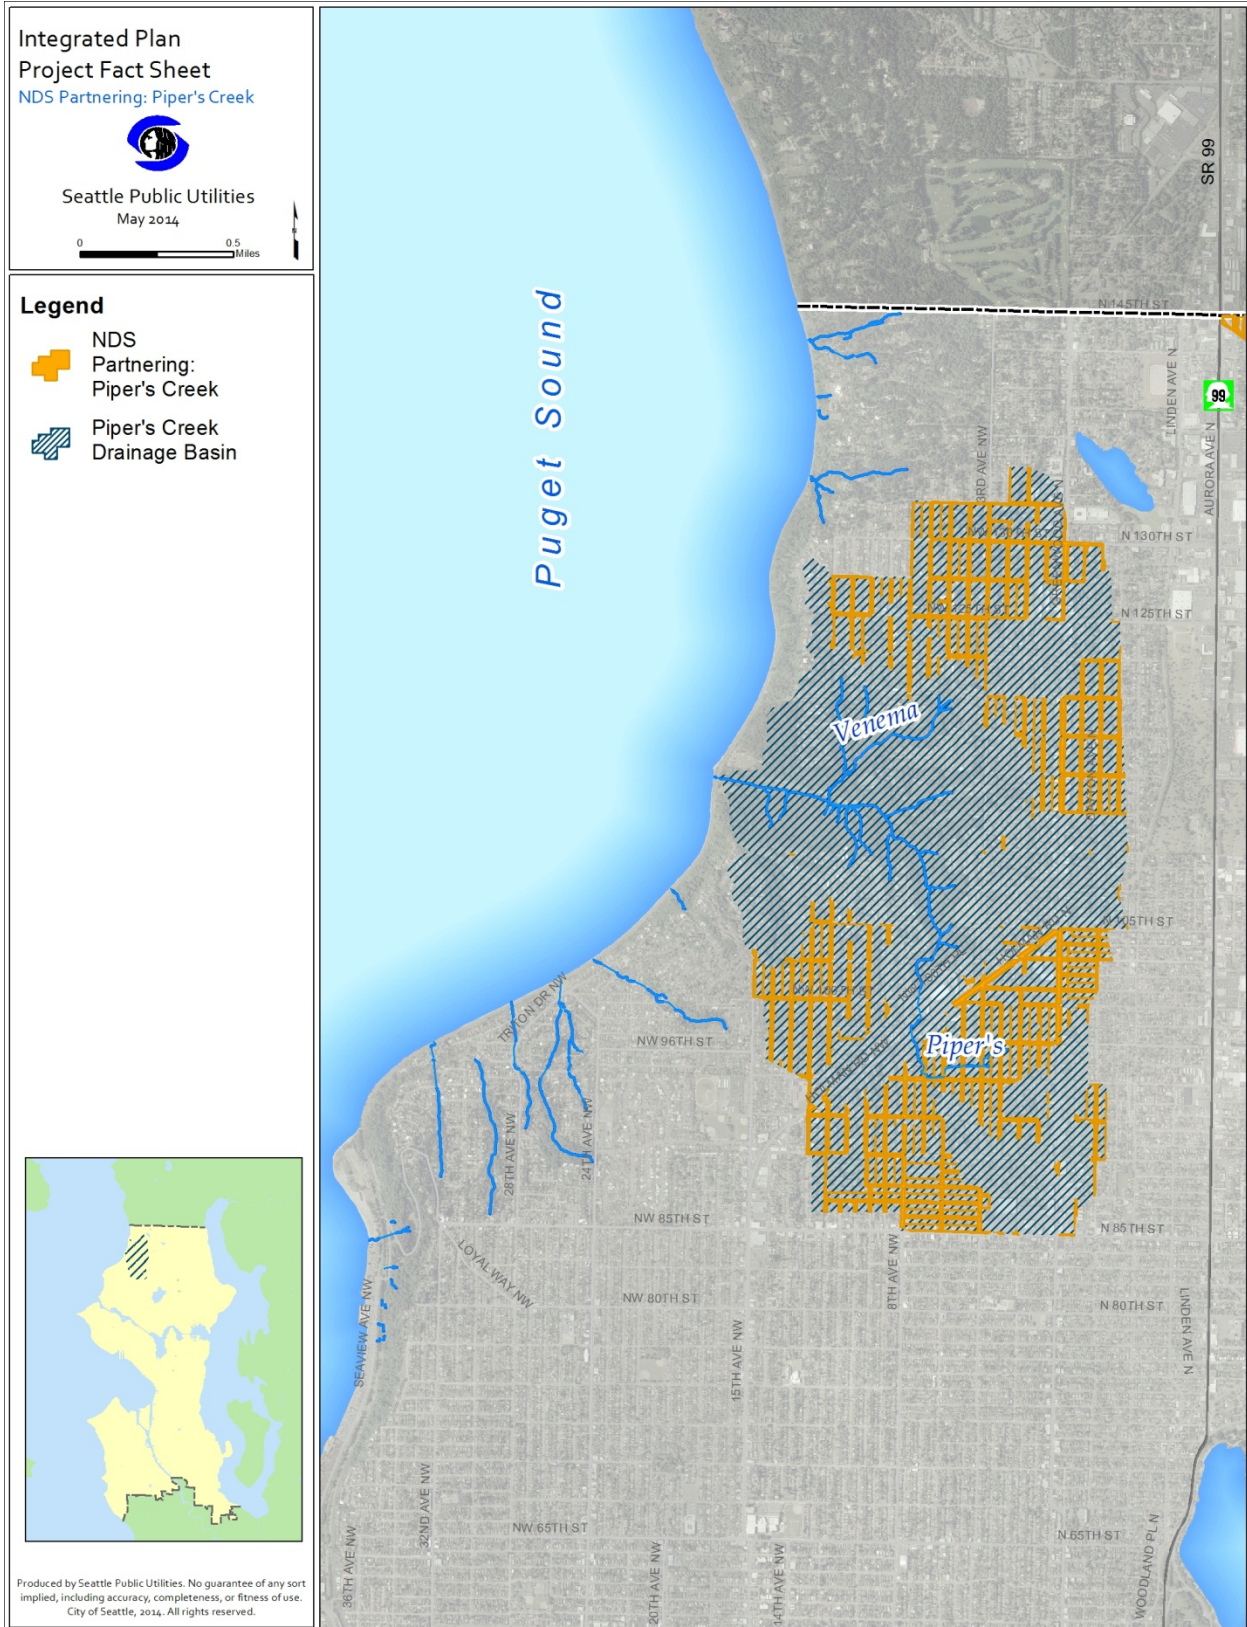 Integrated Plan
Project Fact Sheet
NDS Partnering: Piper's Creek
Seattle Public Utilities
May 2014
0
0.5
Miles
N
Legend
NDS
Partnering:
Piper's Creek
Piper's Creek
Drainage Basin
Produced by Seattle Public Utilities. No guarantee of any sort
implied, including accuracy, completeness, or fitness of use.
City of Seattle, 2014. All rights reserved.
Puget Sound
SR 99
N 145TH ST
LINDEN AVE N
99
AURORA AVE N
3RD AVE NW
N 130TH ST
NW 125TH ST
N 125TH ST
Venema
N 105TH ST
TRITON DR NW
NW 96TH ST
Piper's
28TH AVE NW
24TH AVE NW
NW 85TH ST
N 85TH ST
LOYAL WAY NW
8TH AVE NW
SEAVIEW AVE NW
NW 80TH ST
N 80TH ST
LINDEN AVE N
15TH AVE NW
32ND AVE NW
NW 65TH ST
N 65TH ST
36TH AVE NW
20TH AVE NW
14TH AVE NW
WOODLAND PL N